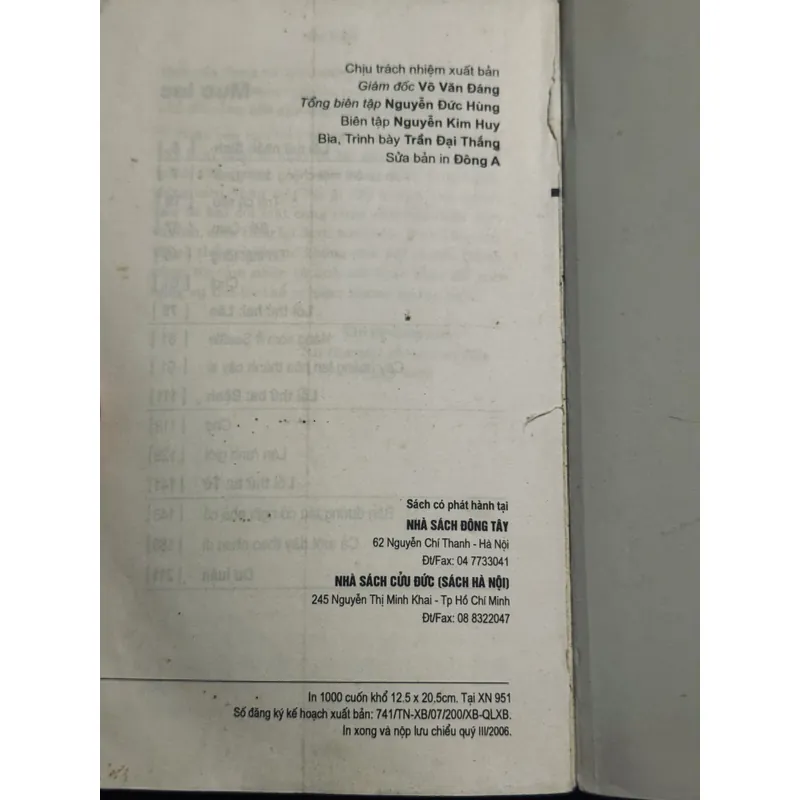 Chịu trách nhiệm xuất bản
Giám đốc Võ Văn Đáng
Tổng biên tập Nguyễn Đức Hùng
Biên tập Nguyễn Kim Huy
Bìa, Trình bày Trần Đại Thắng
Sửa bản in Đông A
Sách có phát hành tại
NHÀ SÁCH ĐÔNG TÂY
62 Nguyễn Chí Thanh - Hà Nội
Đt/Fax: 04 7733041
NHÀ SÁCH CỬU ĐỨC (SÁCH HÀ NỘI)
245 Nguyễn Thị Minh Khai - Tp Hồ Chí Minh
Đt/Fax: 08 8322047
In 1000 cuốn khổ 12.5 x 20.5cm. Tại XN 951
Số đăng ký kế hoạch xuất bản: 741/TN-XB/07/200/XB-QLXB.
In xong và nộp lưu chiểu quý III/2006.